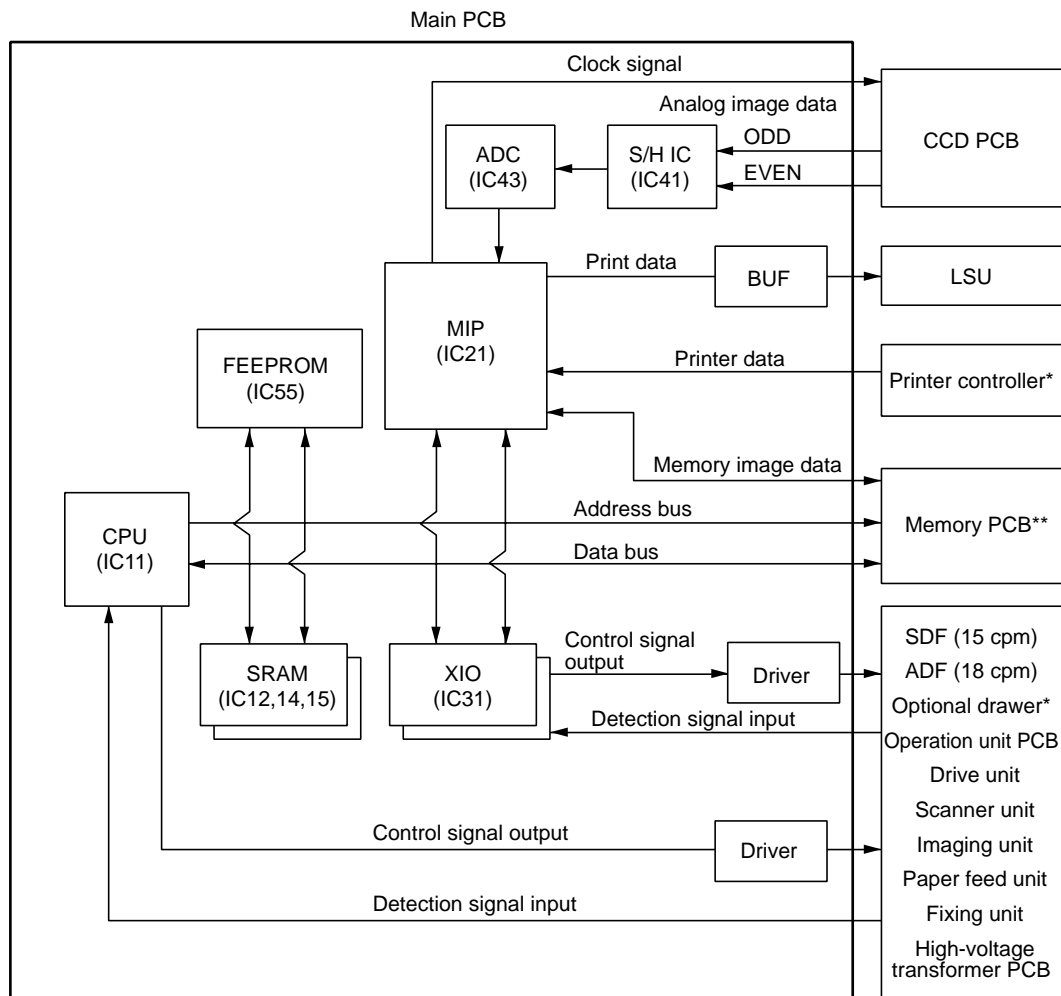 Main PCB
Clock signal
Analog image data
ODD
EVEN
CCD PCB
ADC
(IC43)
S/H IC
(IC41)
Print data
BUF
LSU
MIP
(IC21)
FEEPROM
(IC55)
Printer data
Printer controller*
Memory image data
Address bus
Memory PCB**
CPU
(IC11)
Data bus
SRAM
(IC12,14,15)
XIO
(IC31)
Control signal
output
Driver
Detection signal input
SDF (15 cpm)
ADF (18 cpm)
Optional drawer*
Operation unit PCB
Drive unit
Scanner unit
Imaging unit
Paper feed unit
Fixing unit
High-voltage
transformer PCB
Control signal output
Driver
Detection signal input